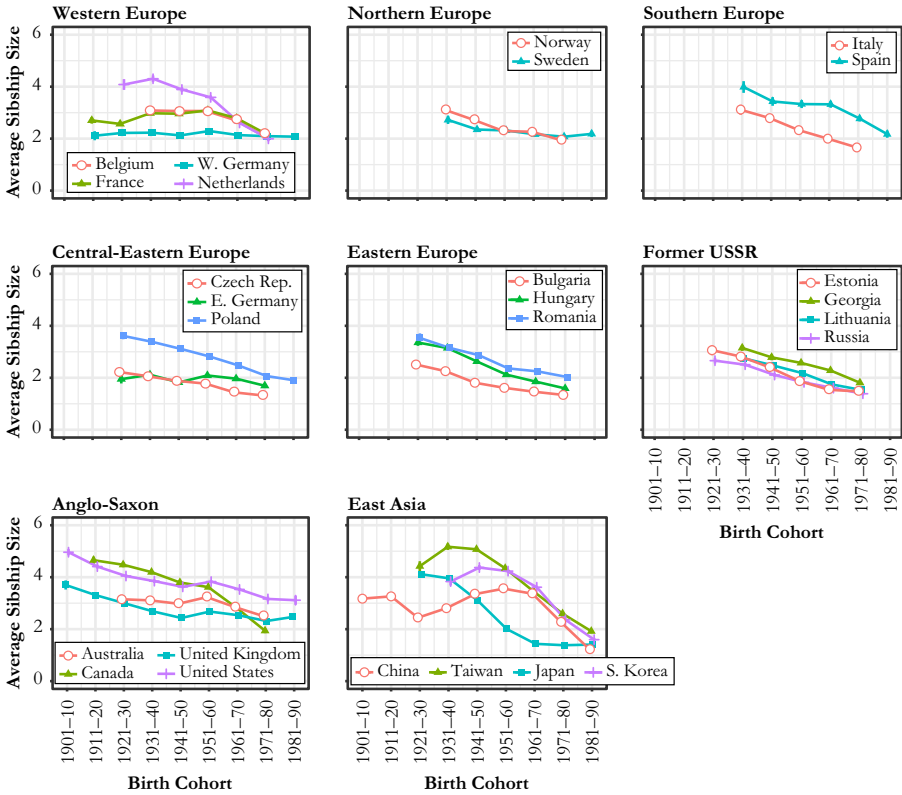 Western Europe
Northern Europe
Southern Europe
Average Sibship Size
6
4
2
0
Belgium
W. Germany
France
Netherlands
Norway
Sweden
Italy
Spain
Central-Eastern Europe
Eastern Europe
Former USSR
Average Sibship Size
6
4
2
0
Czech Rep.
E. Germany
Poland
Bulgaria
Hungary
Romania
Estonia
Georgia
Lithuania
Russia
1901–10
1911–20
1921–30
1931–40
1941–50
1951–60
1961–70
1971–80
1981–90
Birth Cohort
Anglo-Saxon
East Asia
Average Sibship Size
6
4
2
0
Australia
United Kingdom
Canada
United States
China
Taiwan
Japan
S. Korea
1901–10
1911–20
1921–30
1931–40
1941–50
1951–60
1961–70
1971–80
1981–90
Birth Cohort
1901–10
1911–20
1921–30
1931–40
1941–50
1951–60
1961–70
1971–80
1981–90
Birth Cohort